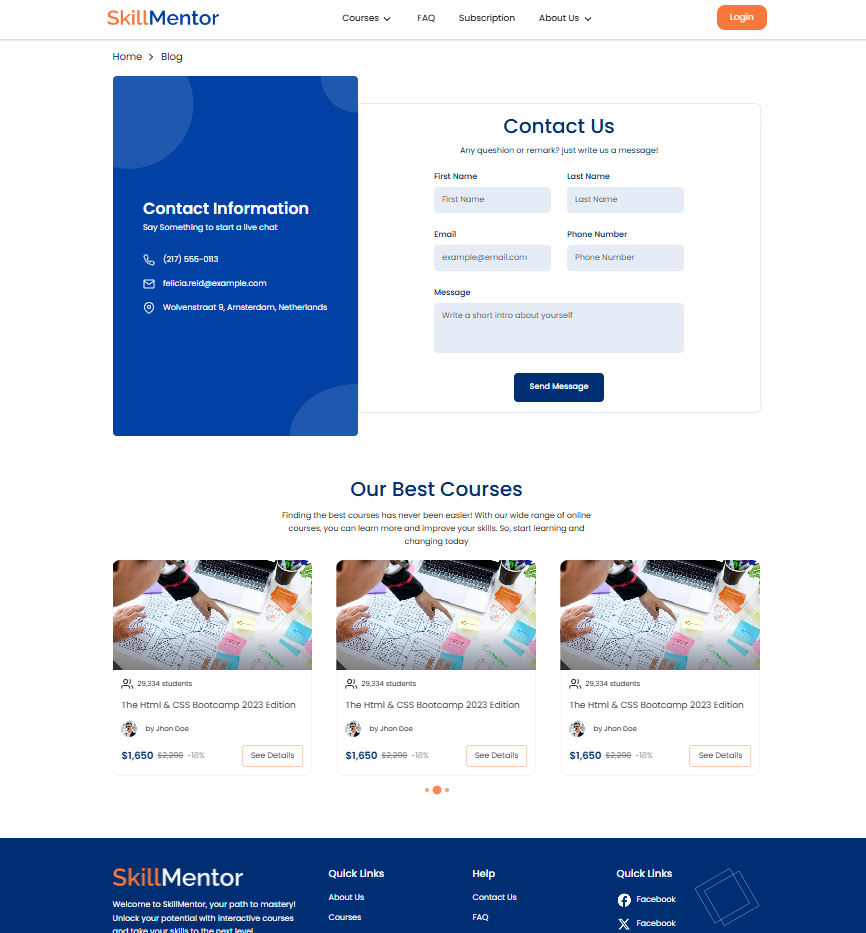 SkillMentor
Courses
FAQ
Subscription
About Us
Login
Home > Blog
Contact Information
Say Something to start a live chat
(217) 555-0113
felicia.reid@example.com
Wolvenstraat 9, Amsterdam, Netherlands
Contact Us
Any queshion or remark? just write us a message!
First Name
Last Name
First Name
Last Name
Email
Phone Number
example@email.com
Phone Number
Message
Write a short intro about yourself
Send Message
Our Best Courses
Finding the best courses has never been easier! With our wide range of online
courses, you can learn more and improve your skills. So, start learning and
changing today
29,334 students
The Html & CSS Bootcamp 2023 Edition
by Jhon Doe
$1,650 $2,290 -18%
See Details
29,334 students
The Html & CSS Bootcamp 2023 Edition
by Jhon Doe
$1,650 $2,290 -18%
See Details
29,334 students
The Html & CSS Bootcamp 2023 Edition
by Jhon Doe
$1,650 $2,290 -18%
See Details
SkillMentor
Welcome to SkillMentor, your path to mastery!
Unlock your potential with interactive courses
and take your skills to the next level
Quick Links
About Us
Courses
Help
Contact Us
FAQ
Quick Links
Facebook
Facebook